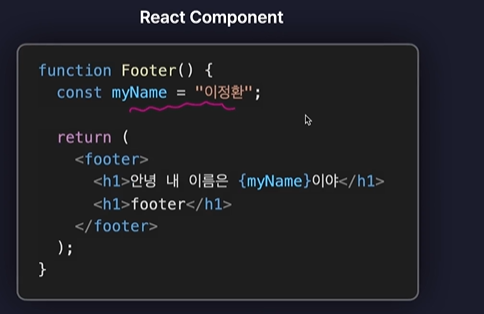 React Component
function Footer() {
const myName = "이정환";
return (
<footer>
<h1>안녕 내 이름은 {myName}이야</h1>
<h1>footer</h1>
</footer>
);
}